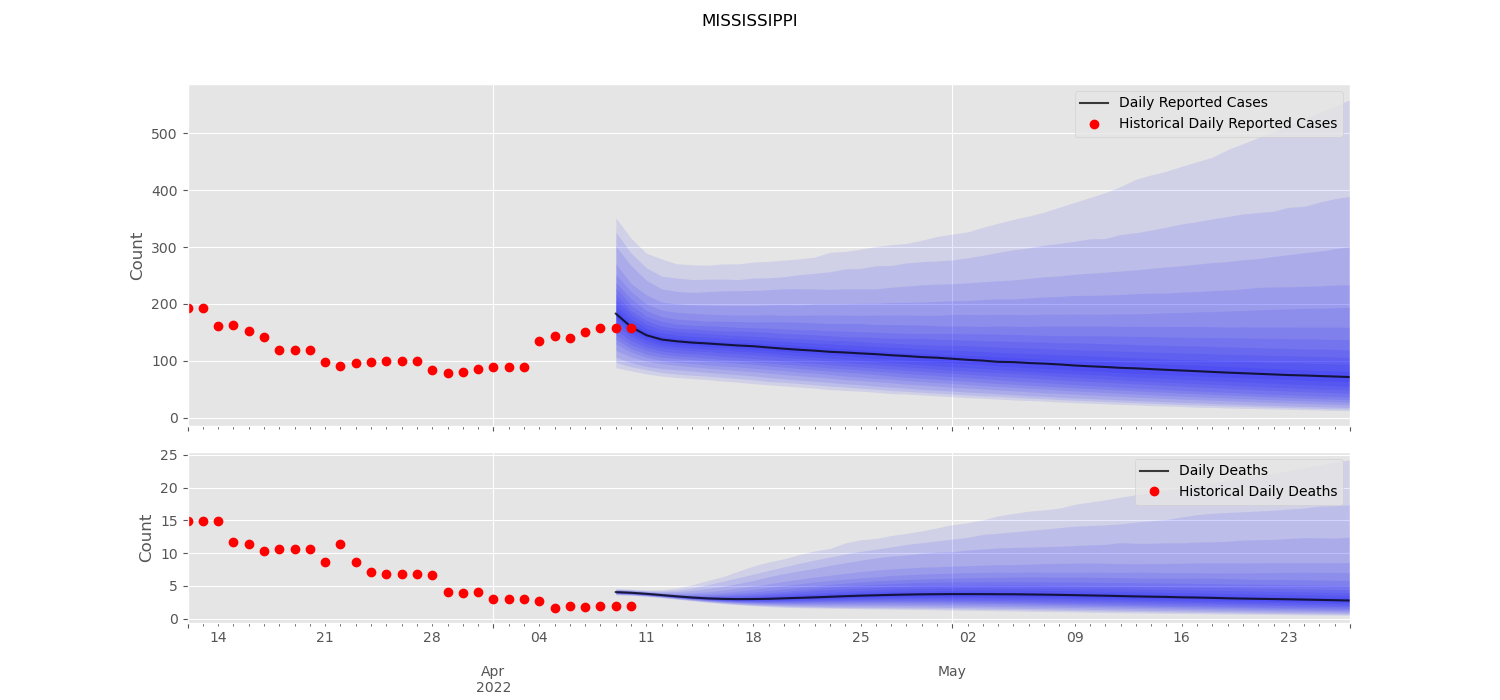 MISSISSIPPI
Daily Reported Cases
Historical Daily Reported Cases
Count
500
400
300
200
100
0
Daily Deaths
Historical Daily Deaths
Count
25
20
15
10
5
0
14 21 28 04 11 18 25 02 09 16 23
Apr May
2022